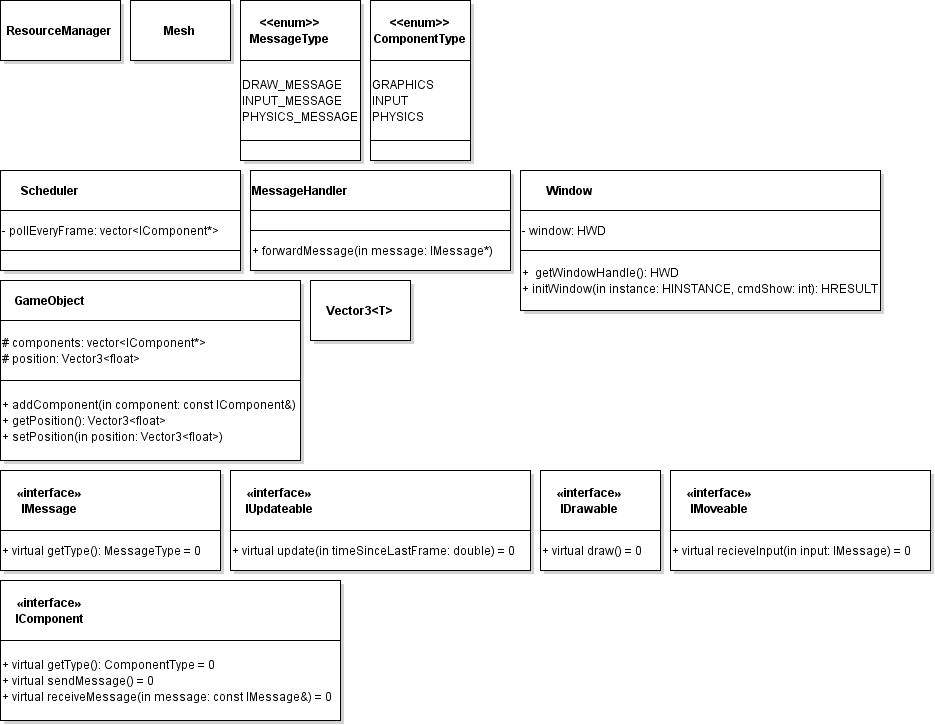 ResourceManager
Mesh
<<enum>>
MessageType
DRAW_MESSAGE
INPUT_MESSAGE
PHYSICS_MESSAGE
<<enum>>
ComponentType
GRAPHICS
INPUT
PHYSICS
Scheduler
- pollEveryFrame: vector<IComponent*>
MessageHandler
+ forwardMessage(in message: IMessage*)
Window
- window: HWD
+ getWindowHandle(): HWD
+ initWindow(in instance: HINSTANCE, cmdShow: int): HRESULT
GameObject
# components: vector<IComponent*>
# position: Vector3<float>
+ addComponent(in component: const IComponent&)
+ getPosition(): Vector3<float>
+ setPosition(in position: Vector3<float>)
Vector3<T>
«interface»
IMessage
+ virtual getType(): MessageType = 0
«interface»
IUpdateable
+ virtual update(in timeSinceLastFrame: double) = 0
«interface»
IDrawable
+ virtual draw() = 0
«interface»
IMoveable
+ virtual recieveInput(in input: IMessage) = 0
«interface»
IComponent
+ virtual getType(): ComponentType = 0
+ virtual sendMessage() = 0
+ virtual receiveMessage(in message: const IMessage&) = 0